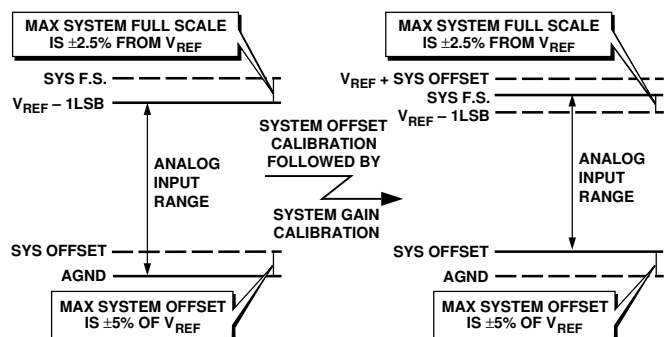 MAX SYSTEM FULL SCALE
IS ±2.5% FROM VREF
SYS F.S.
VREF – 1LSB
ANALOG
INPUT
RANGE
SYS OFFSET
AGND
MAX SYSTEM OFFSET
IS ±5% OF VREF
SYSTEM OFFSET
CALIBRATION
FOLLOWED BY
SYSTEM GAIN
CALIBRATION
MAX SYSTEM FULL SCALE
IS ±2.5% FROM VREF
VREF + SYS OFFSET
SYS F.S.
VREF – 1LSB
ANALOG
INPUT
RANGE
SYS OFFSET
AGND
MAX SYSTEM OFFSET
IS ±5% OF VREF